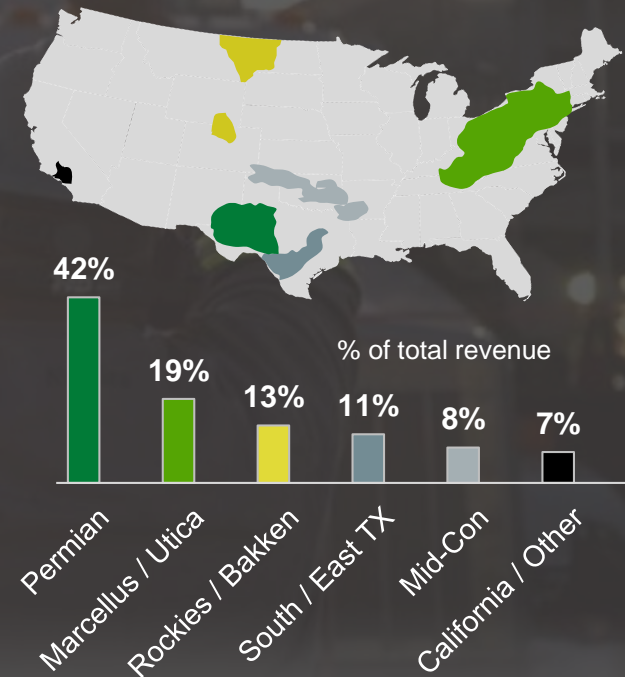 42%
% of total revenue
19%
13%
11%
8%
7%
Permian
Marcellus / Utica
Rockies / Bakken
South / East TX
Mid-Con
California / Other